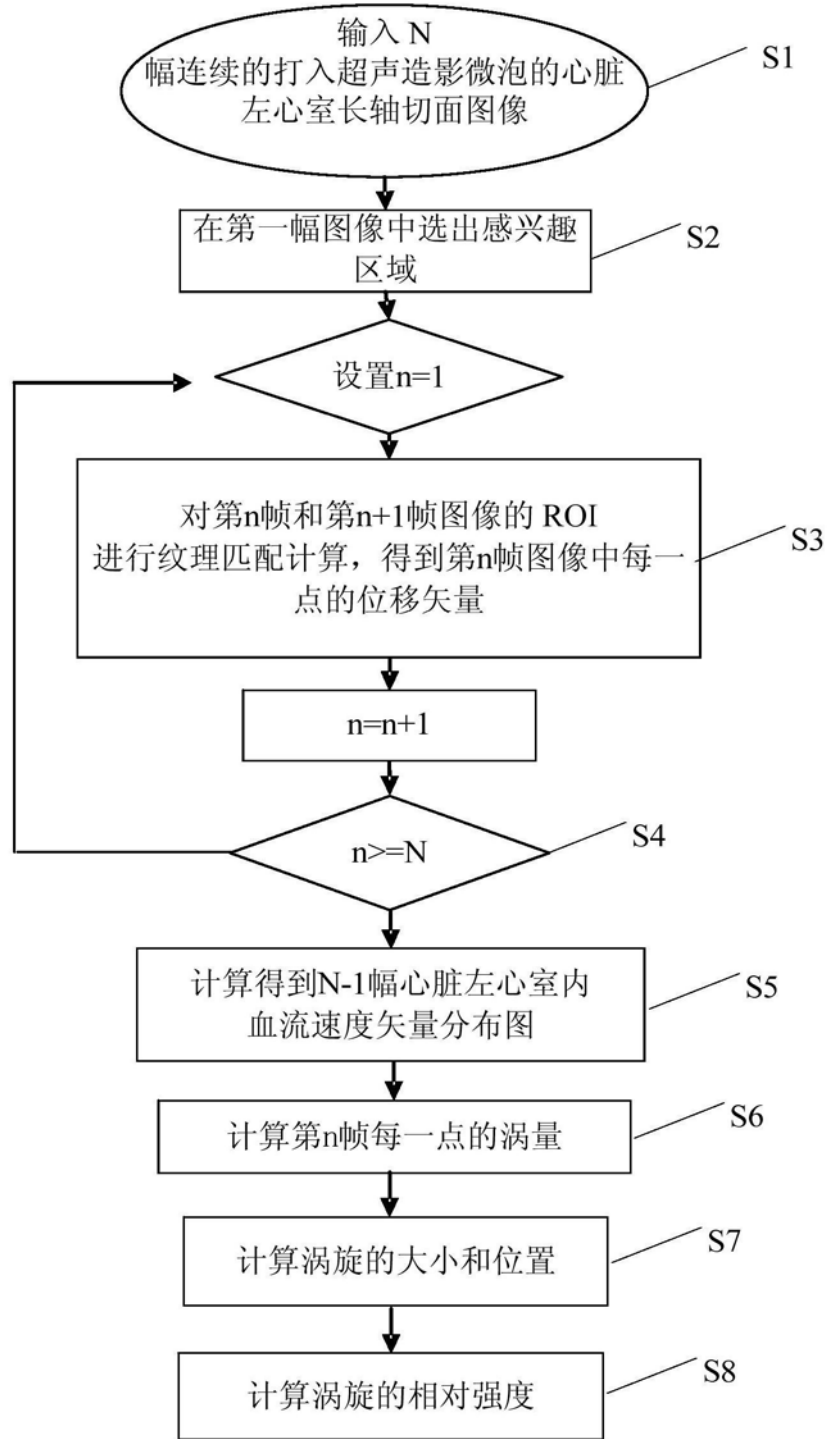 输入 N
幅连续的打入超声造影微泡的心脏
左心室长轴切面图像
S1
在第一幅图像中选出感兴趣
区域
S2
设置n=1
对第n帧和第n+1帧图像的 ROI
进行纹理匹配计算，得到第n帧图像中每一
点的位移矢量
S3
n=n+1
n>=N
S4
计算得到N-1幅心脏左心室内
血流速度矢量分布图
S5
计算第n帧每一点的涡量
S6
计算涡旋的大小和位置
S7
计算涡旋的相对强度
S8